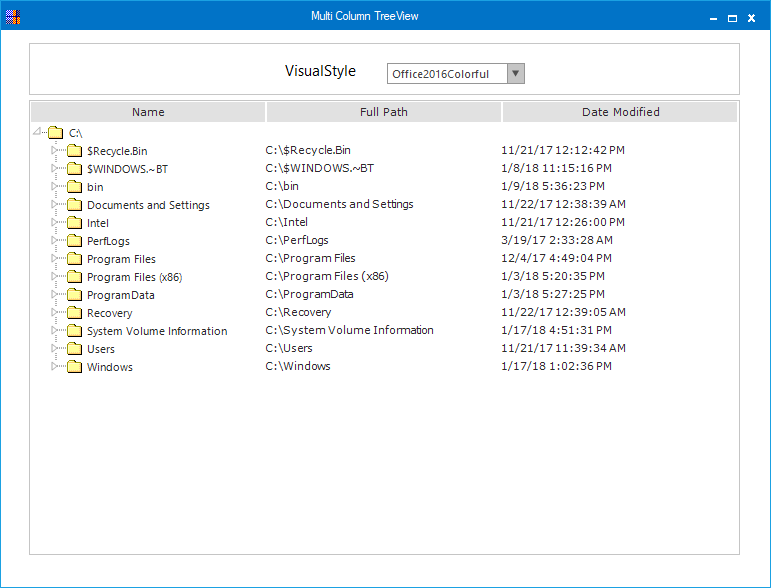 Multi Column TreeView
VisualStyle Office2016Colorful
Name Full Path Date Modified
C:\
$Recycle.Bin C:\$Recycle.Bin 11/21/17 12:12:42 PM
$WINDOWS.~BT C:\$WINDOWS.~BT 1/8/18 11:15:16 PM
bin C:\bin 1/9/18 5:36:23 PM
Documents and Settings C:\Documents and Settings 11/22/17 12:38:39 AM
Intel C:\Intel 11/21/17 12:26:00 PM
PerfLogs C:\PerfLogs 3/19/17 2:33:28 AM
Program Files C:\Program Files 12/4/17 4:49:04 PM
Program Files (x86) C:\Program Files (x86) 1/3/18 5:20:35 PM
ProgramData C:\ProgramData 1/3/18 5:27:25 PM
Recovery C:\Recovery 11/22/17 12:39:05 AM
System Volume Information C:\System Volume Information 1/17/18 4:51:31 PM
Users C:\Users 11/21/17 11:39:34 AM
Windows C:\Windows 1/17/18 1:02:36 PM